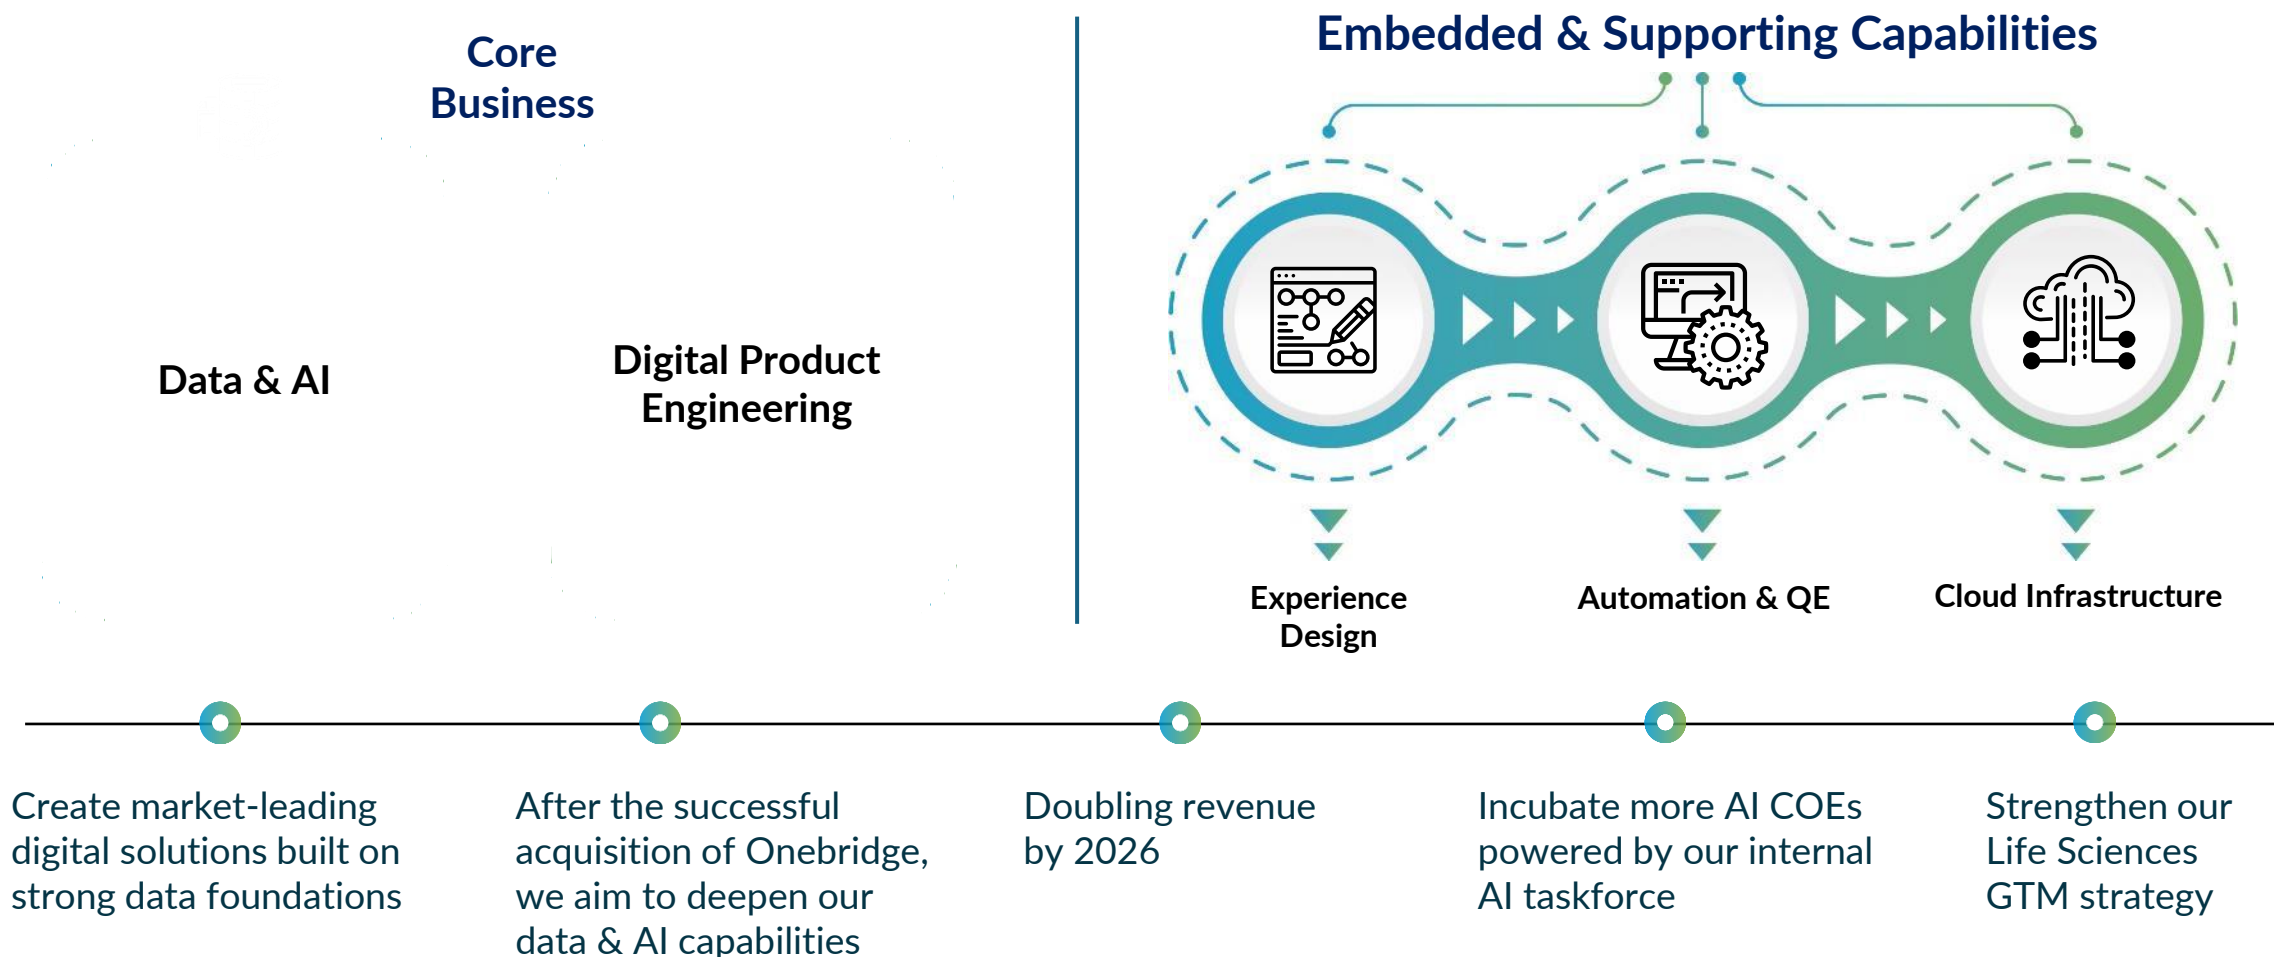 Core
Business
Data & AI
Digital Product
Engineering
Embedded & Supporting Capabilities
Experience
Design
Automation & QE
Cloud Infrastructure
Create market-leading
digital solutions built on
strong data foundations
After the successful
acquisition of Onebridge,
we aim to deepen our
data & AI capabilities
Doubling revenue
by 2026
Incubate more AI COEs
powered by our internal
AI taskforce
Strengthen our
Life Sciences
GTM strategy